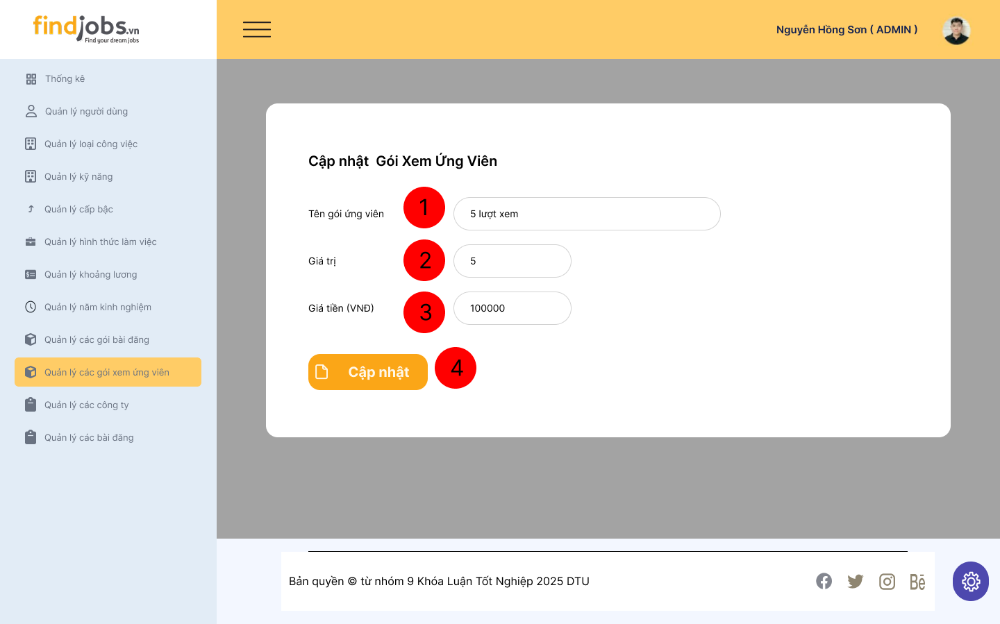 findjobs.vn
Find your dream jobs
Nguyễn Hồng Sơn ( ADMIN )
Thống kê
Quản lý người dùng
Quản lý loại công việc
Quản lý kỹ năng
Quản lý cấp bậc
Quản lý hình thức làm việc
Quản lý khoảng lương
Quản lý năm kinh nghiệm
Quản lý các gói bài đăng
Quản lý các gói xem ứng viên
Quản lý các công ty
Quản lý các bài đăng
Cập nhật  Gói Xem Ứng Viên
Tên gói ứng viên 1 5 lượt xem
Giá trị 2 5
Giá tiền (VNĐ) 3 100000
Cập nhật 4
Bản quyền © từ nhóm 9 Khóa Luận Tốt Nghiệp 2025 DTU